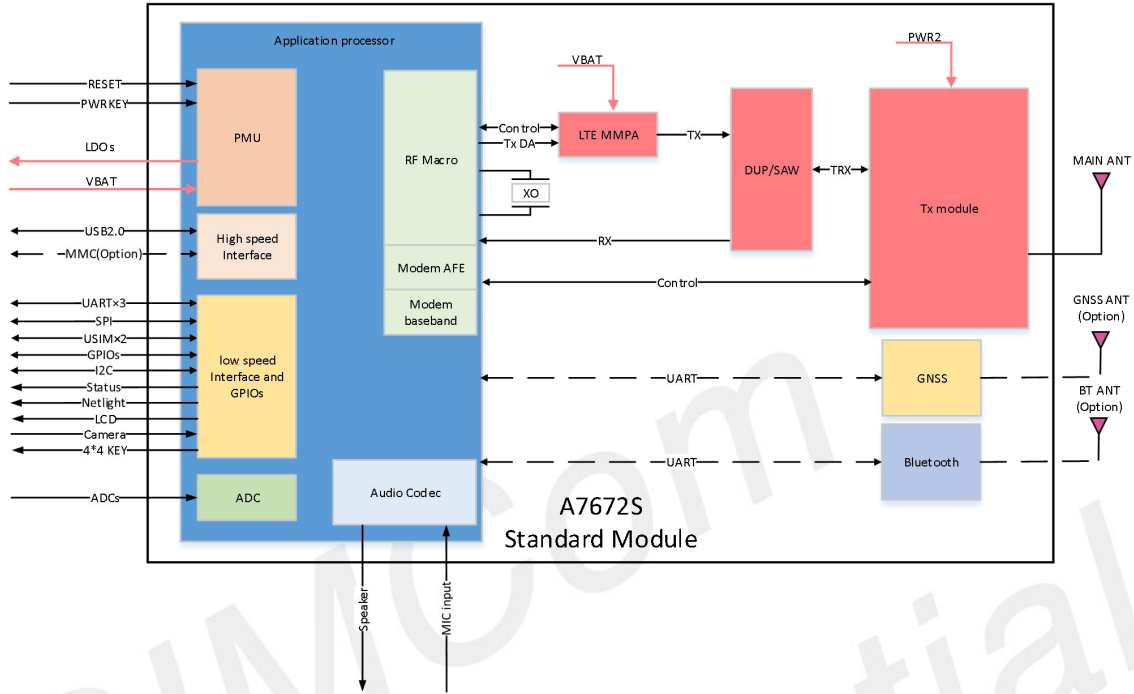 Application processor
RESET
PWRKEY
LDOs
VBAT
PMU
USB2.0
MMC(Option)
High speed
Interface
UART×3
SPI
USIM×2
GPIOs
I2C
Status
Netlight
LCD
Camera
4*4 KEY
low speed
Interface and
GPIOs
ADCs
ADC
RF Macro
Modem AFE
Modem
baseband
Audio Codec
Speaker
MIC input
Control
Tx DA
XO
RX
VBAT
LTE MMPA
TX
DUP/SAW
TRX
PWR2
Tx module
Control
MAIN ANT
GNSS ANT
(Option)
UART
GNSS
BT ANT
(Option)
UART
Bluetooth
A7672S
Standard Module